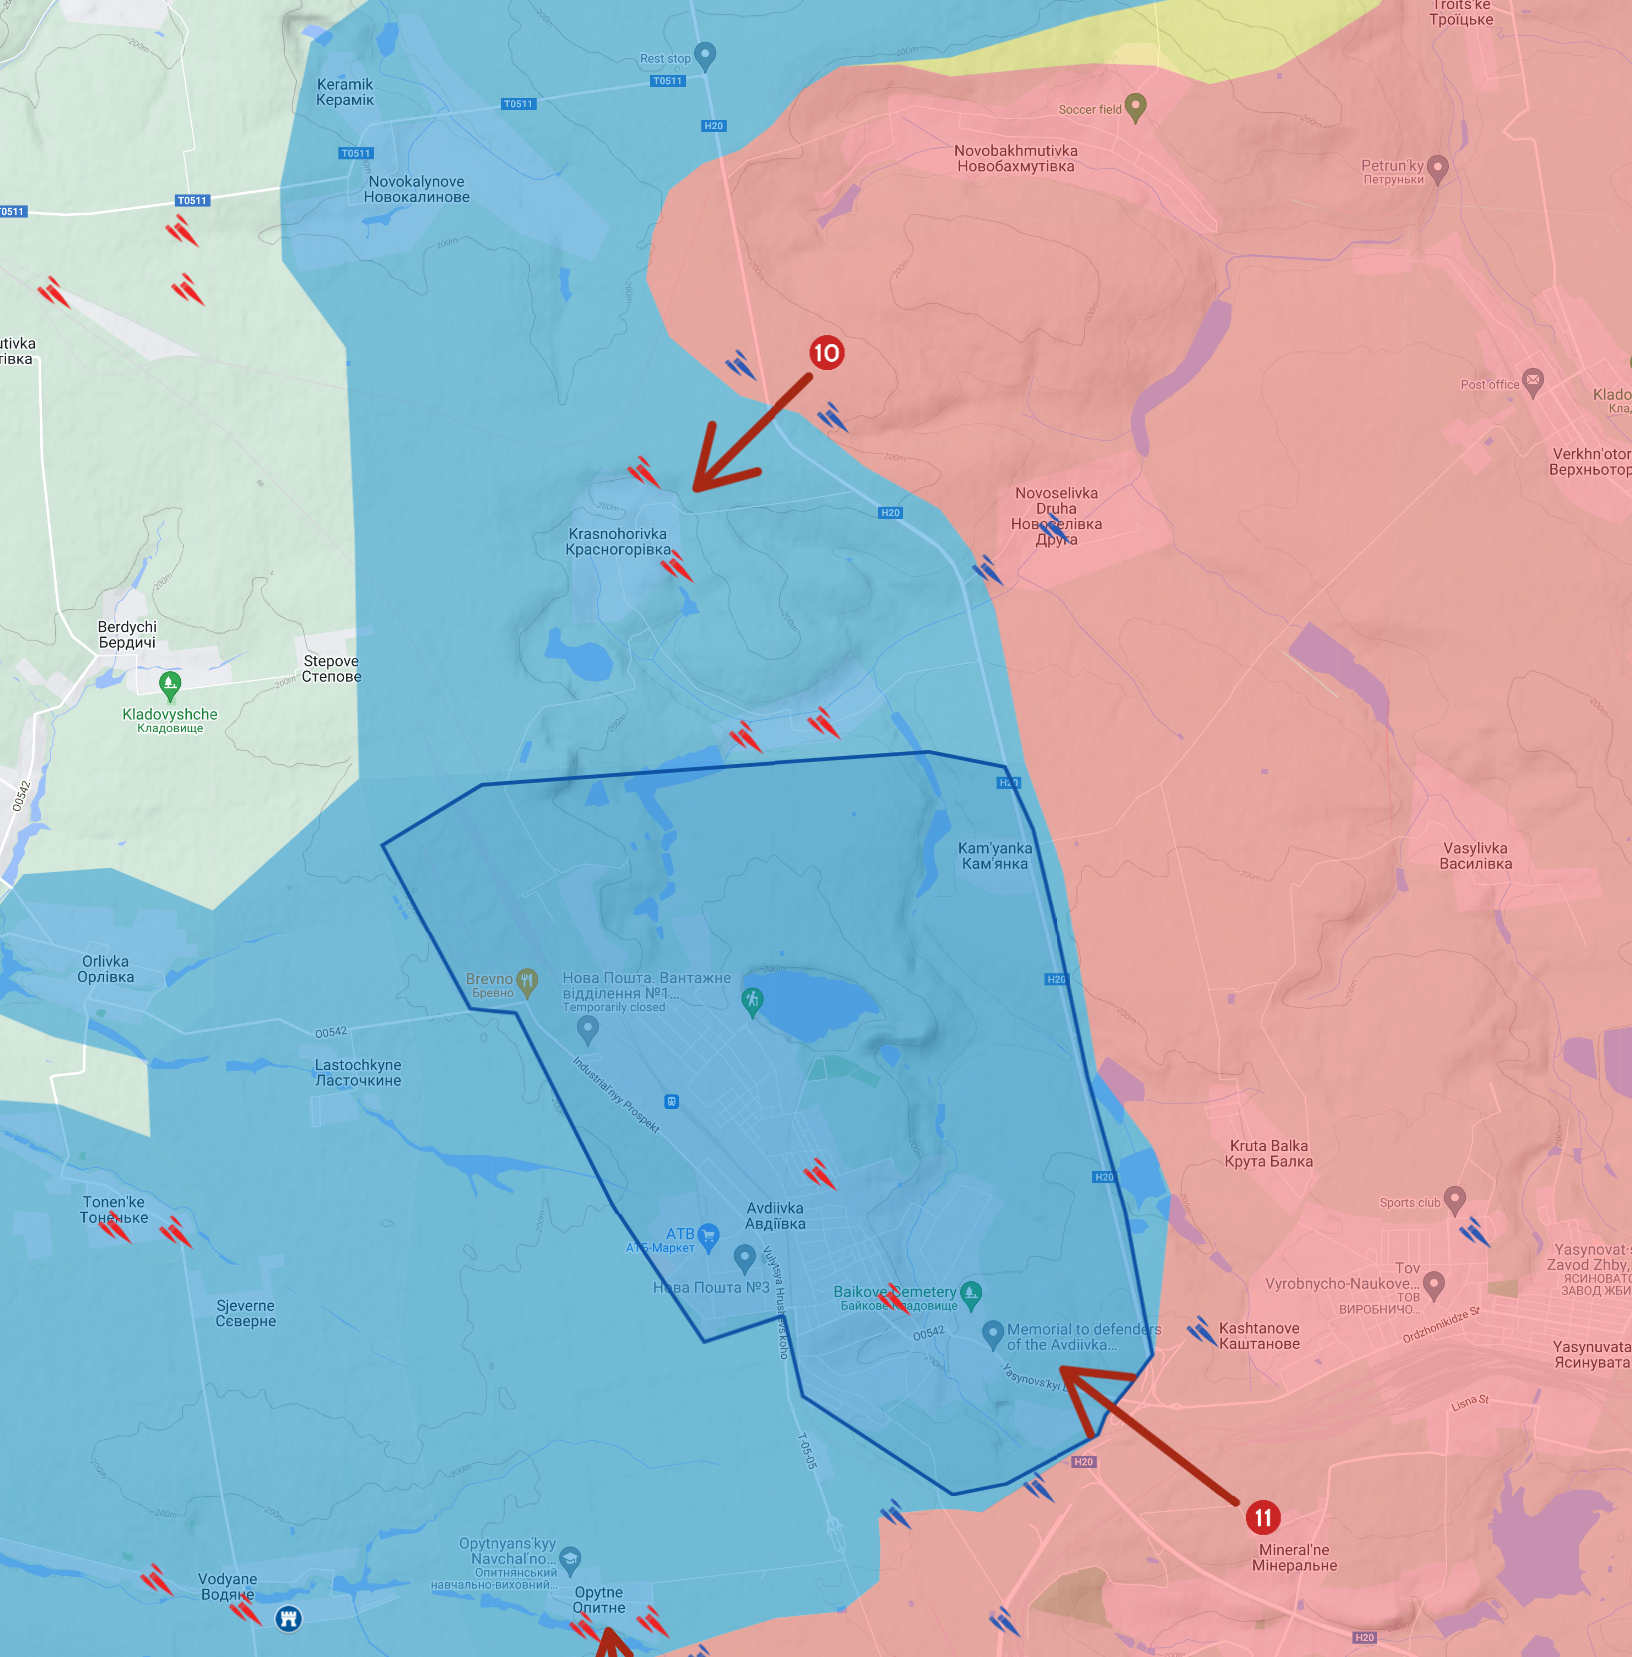 Troits'ke
Троїцьке
Rest stop
T0511
T0511
H20
Keramik
Керамік
T0511
Soccer field
Novobakhmutivka
Новобахмутівка
Petrun'ky
Петруньки
Novokalynove
Новокалинове
T0511
T0511
utivka
тівка
10
Post office
Klado
Кла
Verkhn'otor
Верхньотор
Novoselivka
Druha
Новоселівка
Друга
H20
Krasnohorivka
Красногорівка
Berdychi
Бердичі
Stepove
Степове
Kladovyshche
Кладовище
O0542
H20
Kam'yanka
Кам'янка
Vasylivka
Василівка
Orlivka
Орлівка
Brevno
Бревно
Нова Пошта. Вантажне
відділення №1...
Temporarily closed
200m
H20
O0542
Lastochkyne
Ласточкине
Industrial'nyy Prospekt
Kruta Balka
Крута Балка
H20
Sports club
Tonen'ke
Тоненьке
Avdiivka
Авдіївка
АТВ
АТБ-Маркет
Нова Пошта №3
Vulytsya Hrushevs'koho
Baikove Cemetery
Байкове кладовище
O0542
Memorial to defenders
of the Avdiivka...
Yasynovs'kyi
Tov
Vyrobnycho-Naukove...
ТОВ
ВИРОБНИЧО...
Yasynovat·s
Zavod Zhby,
ЯСИНОВАТС
ЗАВОД ЖБИ
Ordzhonikidze St
Sjeverne
Сєверне
Kashtanove
Каштанове
Yasynuvata
Ясинувата
Lisna St
T-05-05
H20
11
Mineral'ne
Мінеральне
Opytnyans'kyy
Navchal'no...
Опитнянський
навчально-виховний...
Vodyane
Водяне
Opytne
Опитне
H20